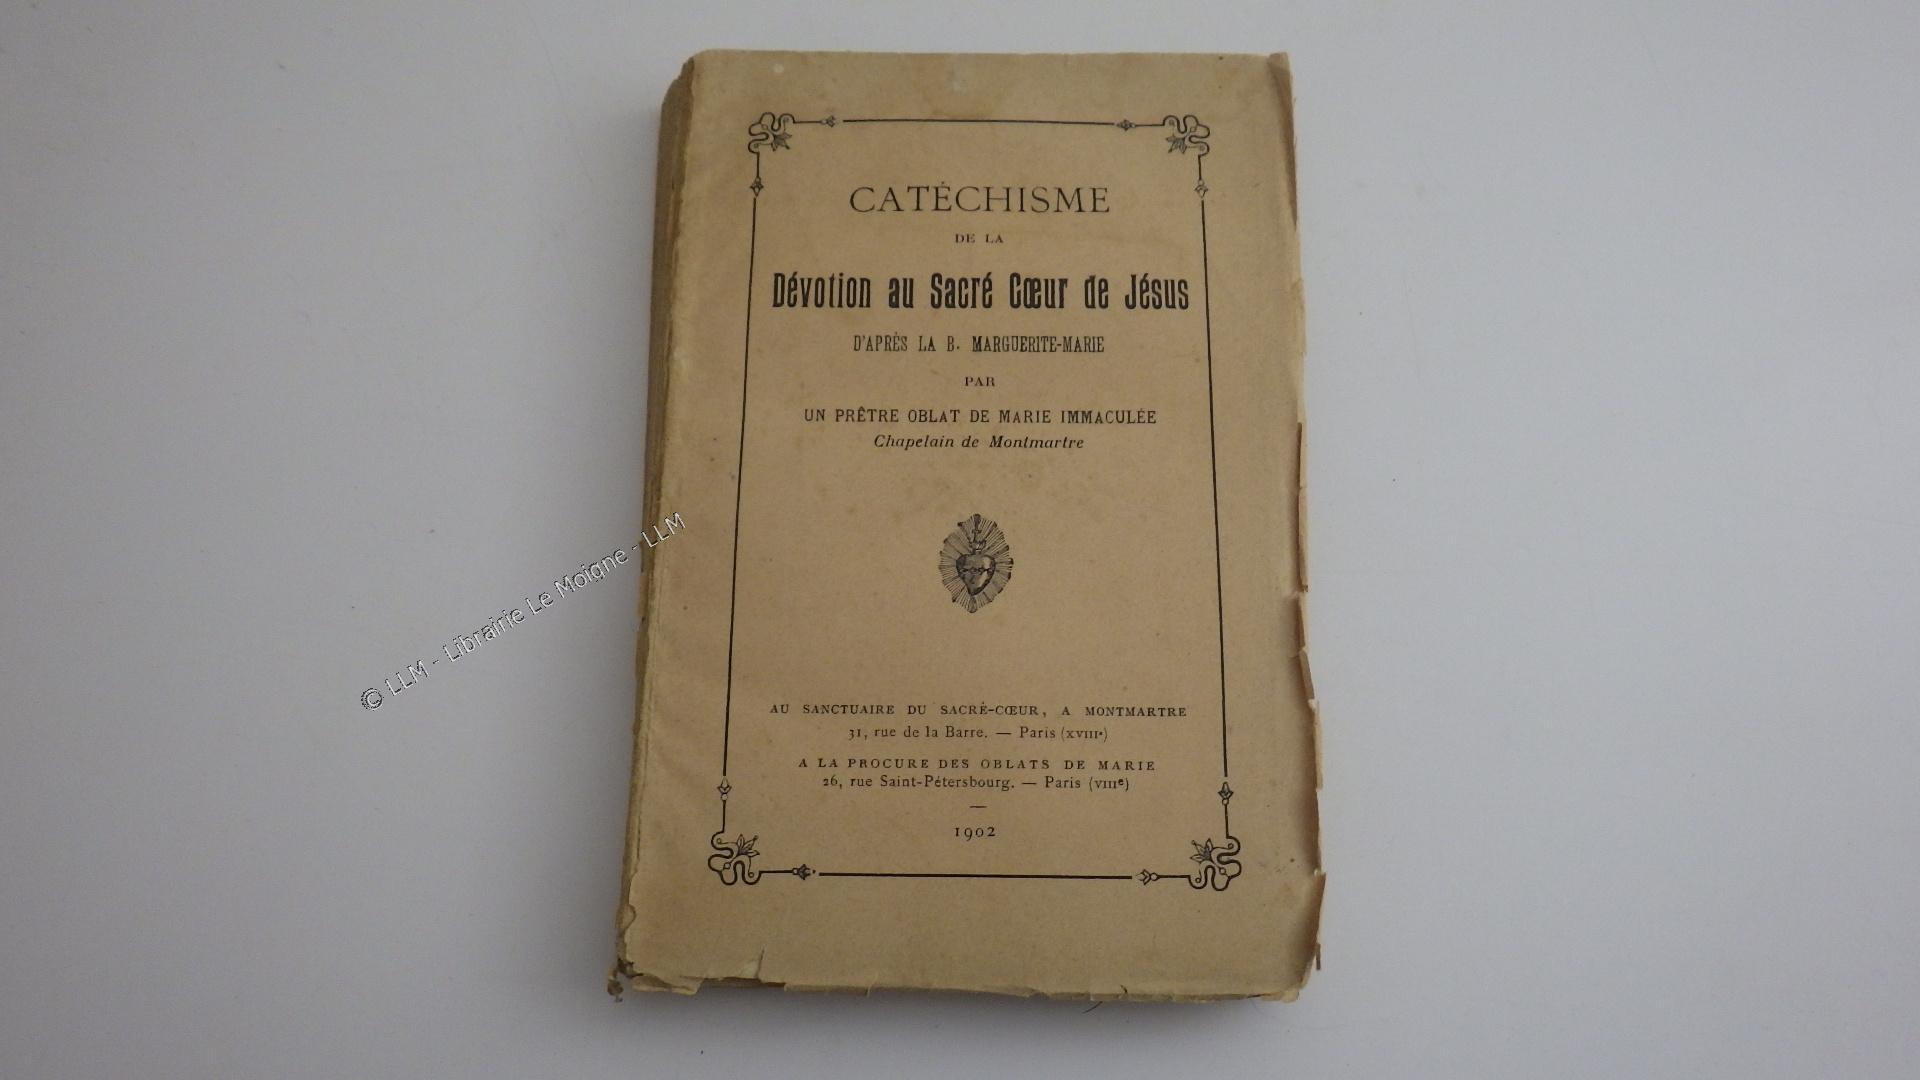 CATÉCHISME
DE LA
Dévotion au Sacré Cœur de Jésus
D'APRÈS LA B. MARGUERITE-MARIE
PAR
UN PRÊTRE OBLAT DE MARIE IMMACULÉE
Chapelain de Montmartre
AU SANCTUAIRE DU SACRÉ-CŒUR, A MONTMARTRE
31, rue de la Barre. — Paris (XVIIIe)
A LA PROCURE DES OBLATS DE MARIE
26, rue Saint-Pétersbourg. — Paris (VIIIe)
1902
© LLM - Librairie Le Moigne - LLM